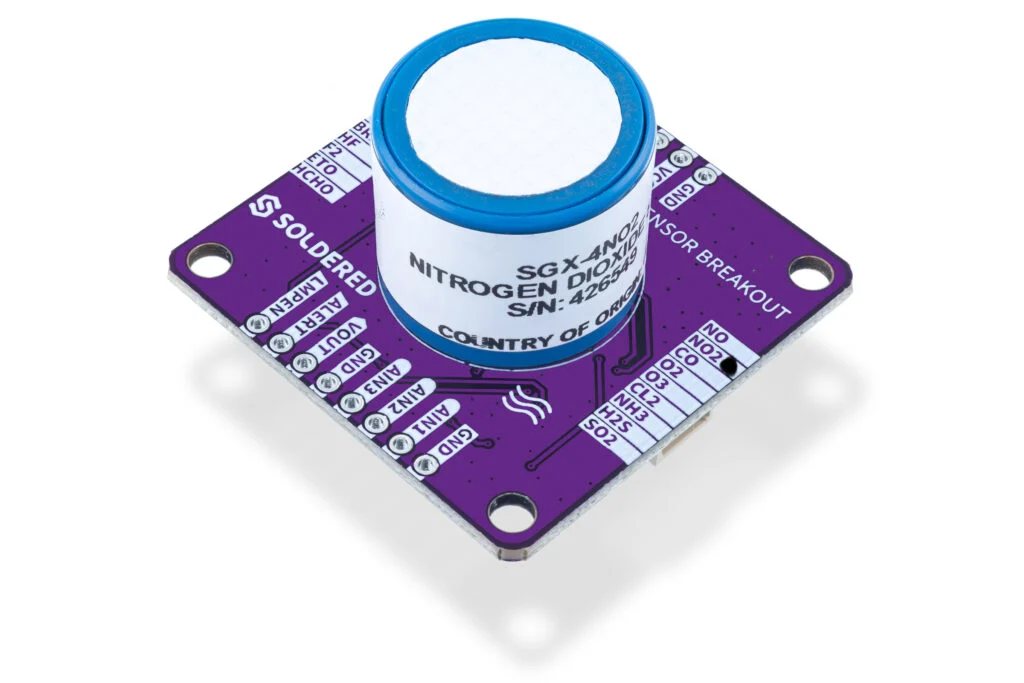 HF
F2
ETO
HCHO
SOLDERED
SGX-4NO2
NITROGEN DIOXIDE
S/N: 426549
COUNTRY OF ORIGIN
GND
BREAKOUT
LMPEN
ALERT
VOUT
GND
AIN3
AIN2
AIN1
GND
NO
NO2
CO
O2
O3
CL2
NH3
H2S
SO2